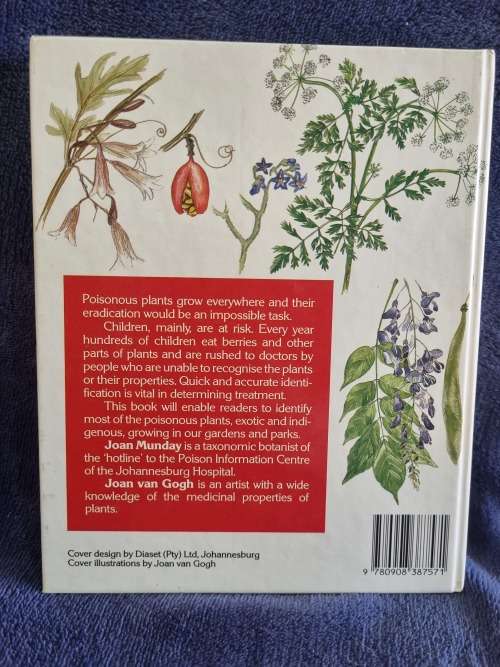 Poisonous plants grow everywhere and their
eradication would be an impossible task.
Children, mainly, are at risk. Every year
hundreds of children eat berries and other
parts of plants and are rushed to doctors by
people who are unable to recognise the plants
or their properties. Quick and accurate identi-
fication is vital in determining treatment.
This book will enable readers to identify
most of the poisonous plants, exotic and indi-
genous, growing in our gardens and parks.
Joan Munday is a taxonomic botanist of
the 'hotline' to the Poison Information Centre
of the Johannesburg Hospital.
Joan van Gogh is an artist with a wide
knowledge of the medicinal properties of
plants.
Cover design by Diaset (Pty) Ltd, Johannesburg
Cover illustrations by Joan van Gogh
9 780908 387571